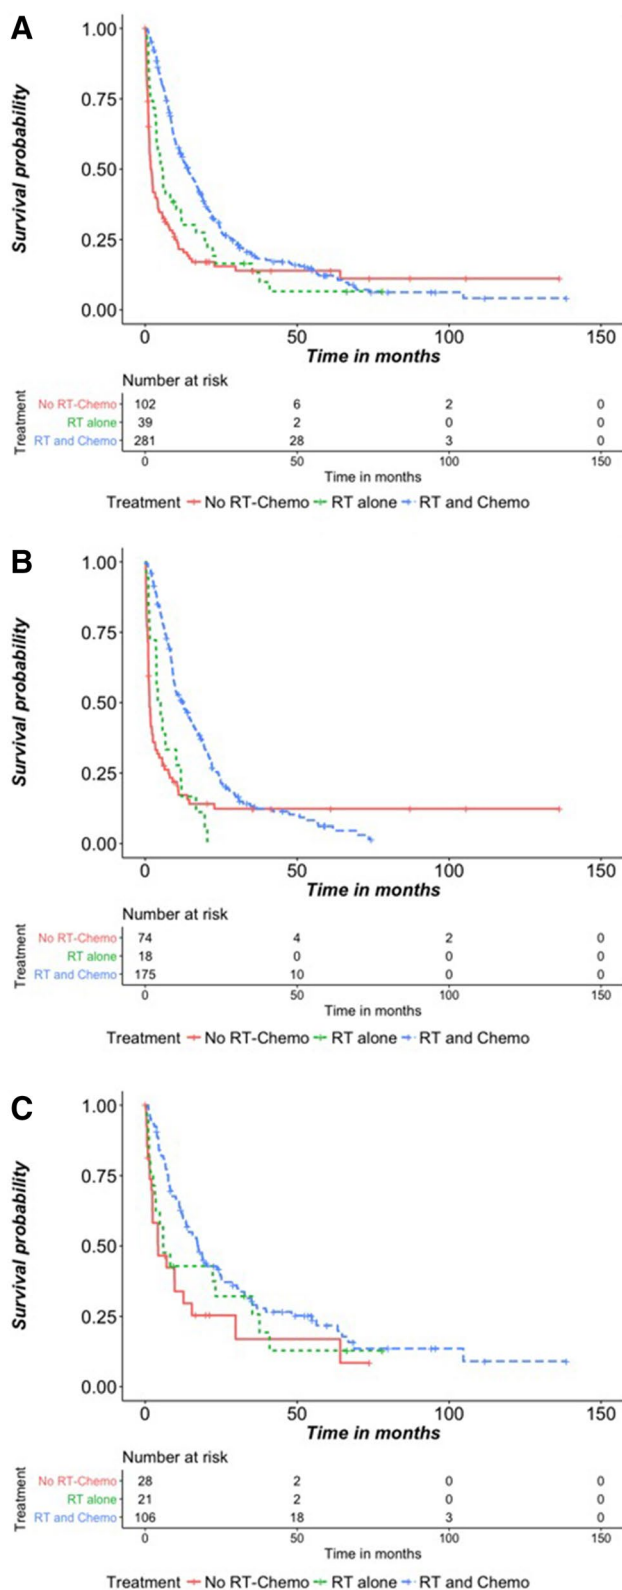 A
1.00
0.75
0.50
0.25
0.00
Survival probability
0 50 100 150
Time in months
Number at risk
Treatment
No RT-Chemo 102 6 2 0
RT alone 39 2 0 0
RT and Chemo 281 28 3 0
0 50 100 150
Time in months
Treatment No RT-Chemo RT alone RT and Chemo
B
1.00
0.75
0.50
0.25
0.00
Survival probability
0 50 100 150
Time in months
Number at risk
Treatment
No RT-Chemo 74 4 2 0
RT alone 18 0 0 0
RT and Chemo 175 10 0 0
0 50 100 150
Time in months
Treatment No RT-Chemo RT alone RT and Chemo
C
1.00
0.75
0.50
0.25
0.00
Survival probability
0 50 100 150
Time in months
Number at risk
Treatment
No RT-Chemo 28 2 0 0
RT alone 21 2 0 0
RT and Chemo 106 18 3 0
0 50 100 150
Time in months
Treatment No RT-Chemo RT alone RT and Chemo